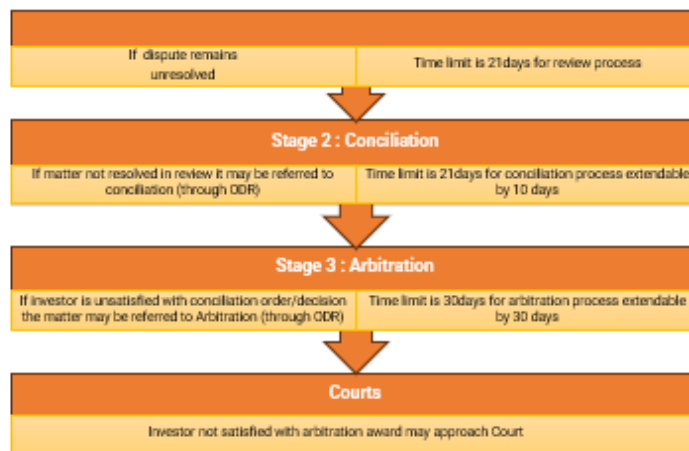 If dispute remains
unresolved
Time limit is 21days for review process
Stage 2 : Conciliation
If matter not resolved in review it may be referred to
conciliation (through ODR)
Time limit is 21days for conciliation process extendable
by 10 days
Stage 3 : Arbitration
If investor is unsatisfied with conciliation order/decision
the matter may be referred to Arbitration (through ODR)
Time limit is 30days for arbitration process extendable
by 30 days
Courts
Investor not satisfied with arbitration award may approach Court